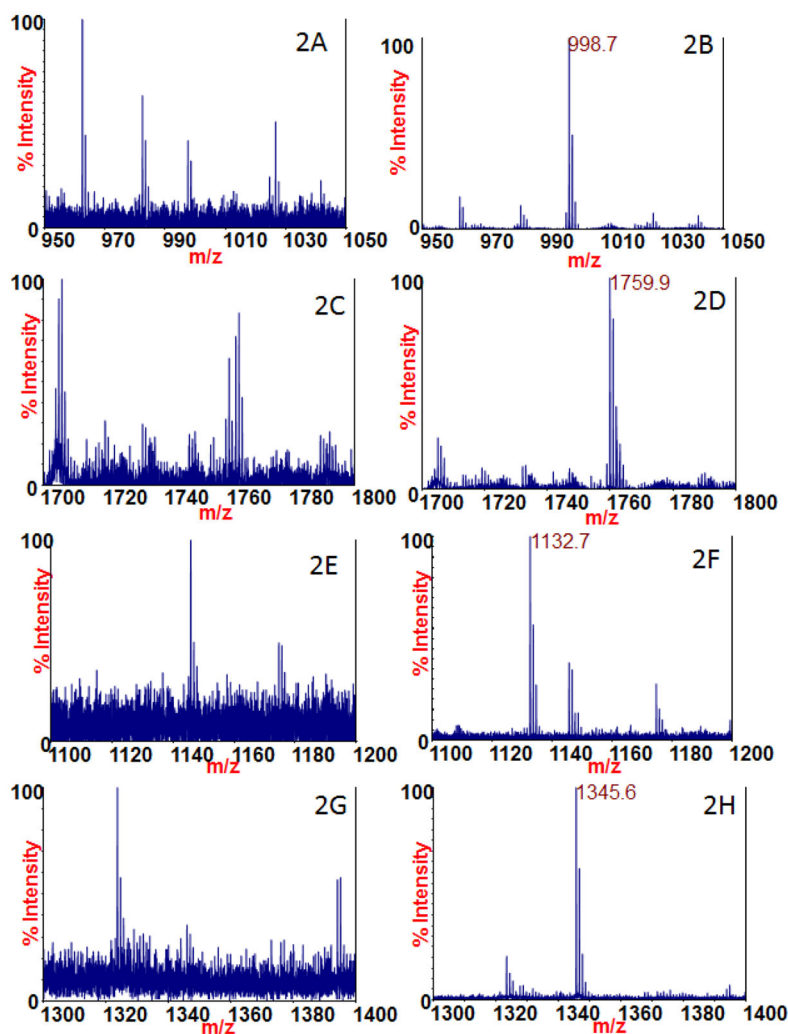 100
2A
% Intensity
0
950 970 990 1010 1030 1050
m/z
100
998.7
2B
% Intensity
0
950 970 990 1010 1030 1050
m/z
100
2C
% Intensity
0
1700 1720 1740 1760 1780 1800
m/z
100
1759.9
2D
% Intensity
0
1700 1720 1740 1760 1780 1800
m/z
100
2E
% Intensity
0
1100 1120 1140 1160 1180 1200
m/z
100
1132.7
2F
% Intensity
0
1100 1120 1140 1160 1180 1200
m/z
100
2G
% Intensity
0
1300 1320 1340 1360 1380 1400
m/z
100
1345.6
2H
% Intensity
0
1300 1320 1340 1360 1380 1400
m/z